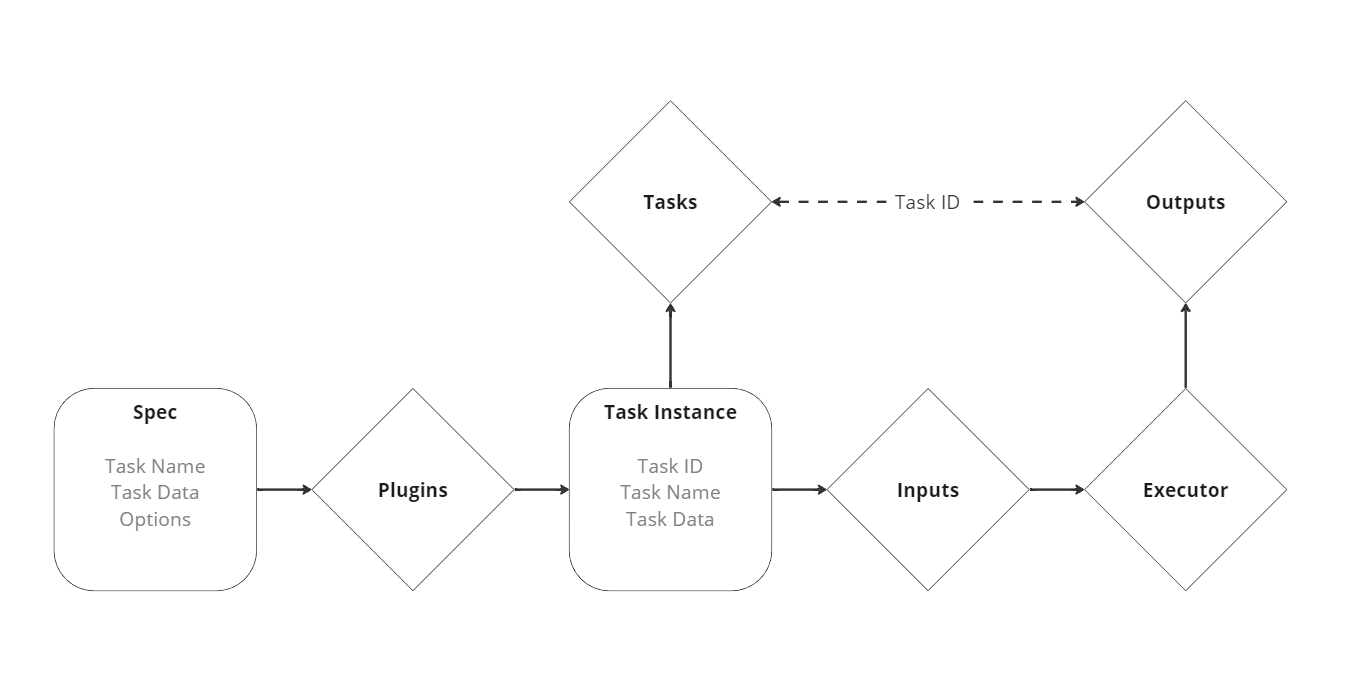 Tasks
Task ID
Outputs
Spec
Task Name
Task Data
Options
Plugins
Task Instance
Task ID
Task Name
Task Data
Inputs
Executor